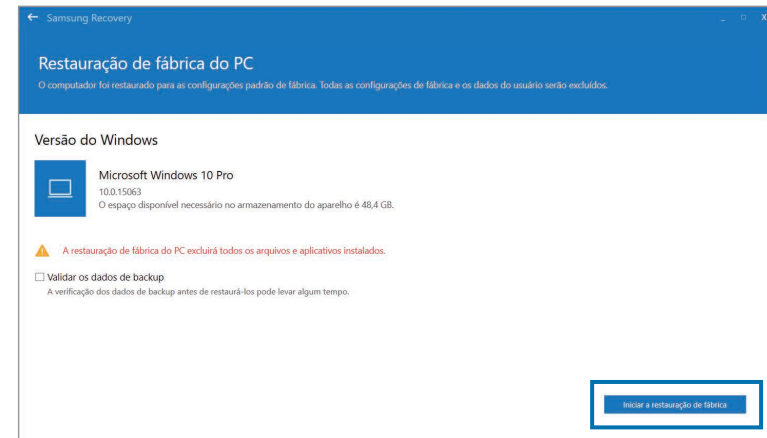 Samsung Recovery
Restauração de fábrica do PC
O computador foi restaurado para as configurações padrão de fábrica. Todas as configurações de fábrica e os dados do usuário serão excluídos.
Versão do Windows
Microsoft Windows 10 Pro
10.0.15063
O espaço disponível necessário no armazenamento do aparelho é 48,4 GB.
A restauração de fábrica do PC excluirá todos os arquivos e aplicativos instalados.
Validar os dados de backup
A verificação dos dados de backup antes de restaurá-los pode levar algum tempo.
Iniciar a restauração de fábrica